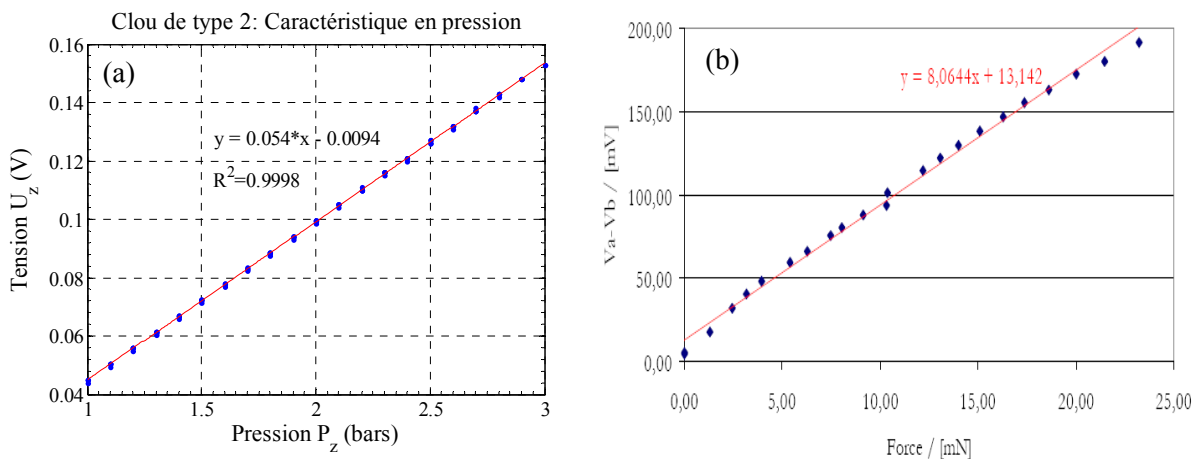 Clou de type 2: Caractéristique en pression
(a)
y = 0.054*x - 0.0094
R²=0.9998
Tension U_z (V)
0.16
0.14
0.12
0.1
0.08
0.06
0.04
1 1.5 2 2.5 3
Pression P_z (bars)
(b)
y = 8,0644x + 13,142
Va-Vb / [mV]
200,00
150,00
100,00
50,00
0,00
0,00 5,00 10,00 15,00 20,00 25,00
Force / [mN]